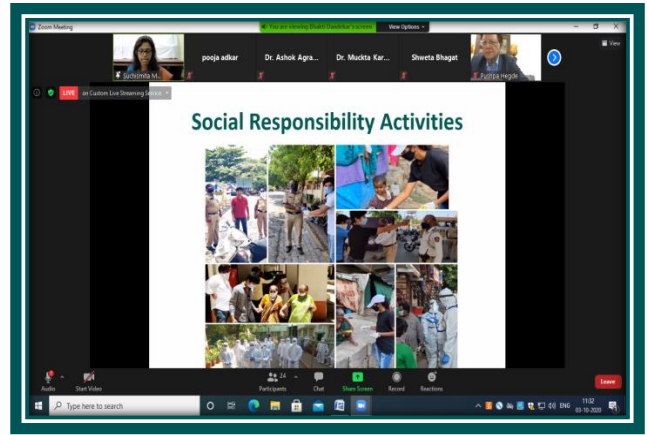 Zoom Meeting
You are viewing Bhakti Dandekar's screen
View Options
View
Suchismita M...
pooja adkar
Dr. Ashok Agra...
Dr. Muckta Kar...
Shweta Bhagat
Pushpa Hegde
LIVE on Custom Live Streaming Service
Social Responsibility Activities
Audio
Start Video
24
Participants
Chat
Share Screen
Record
Reactions
Leave
Type here to search
ENG
11:32
03-10-2020